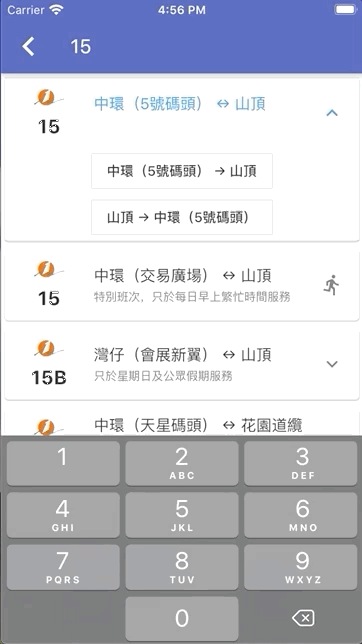 Carrier 4:56 PM
15
15 中環（5號碼頭） ↔ 山頂
中環（5號碼頭） → 山頂
山頂 → 中環（5號碼頭）
15 中環（交易廣場） ↔ 山頂
特別班次，只於每日早上繁忙時間服務
15B 灣仔（會展新翼） ↔ 山頂
只於星期日及公眾假期服務
中環（天星碼頭） ↔ 花園道纜
1 2 ABC 3 DEF
4 GHI 5 JKL 6 MNO
7 PQRS 8 TUV 9 WXYZ
0